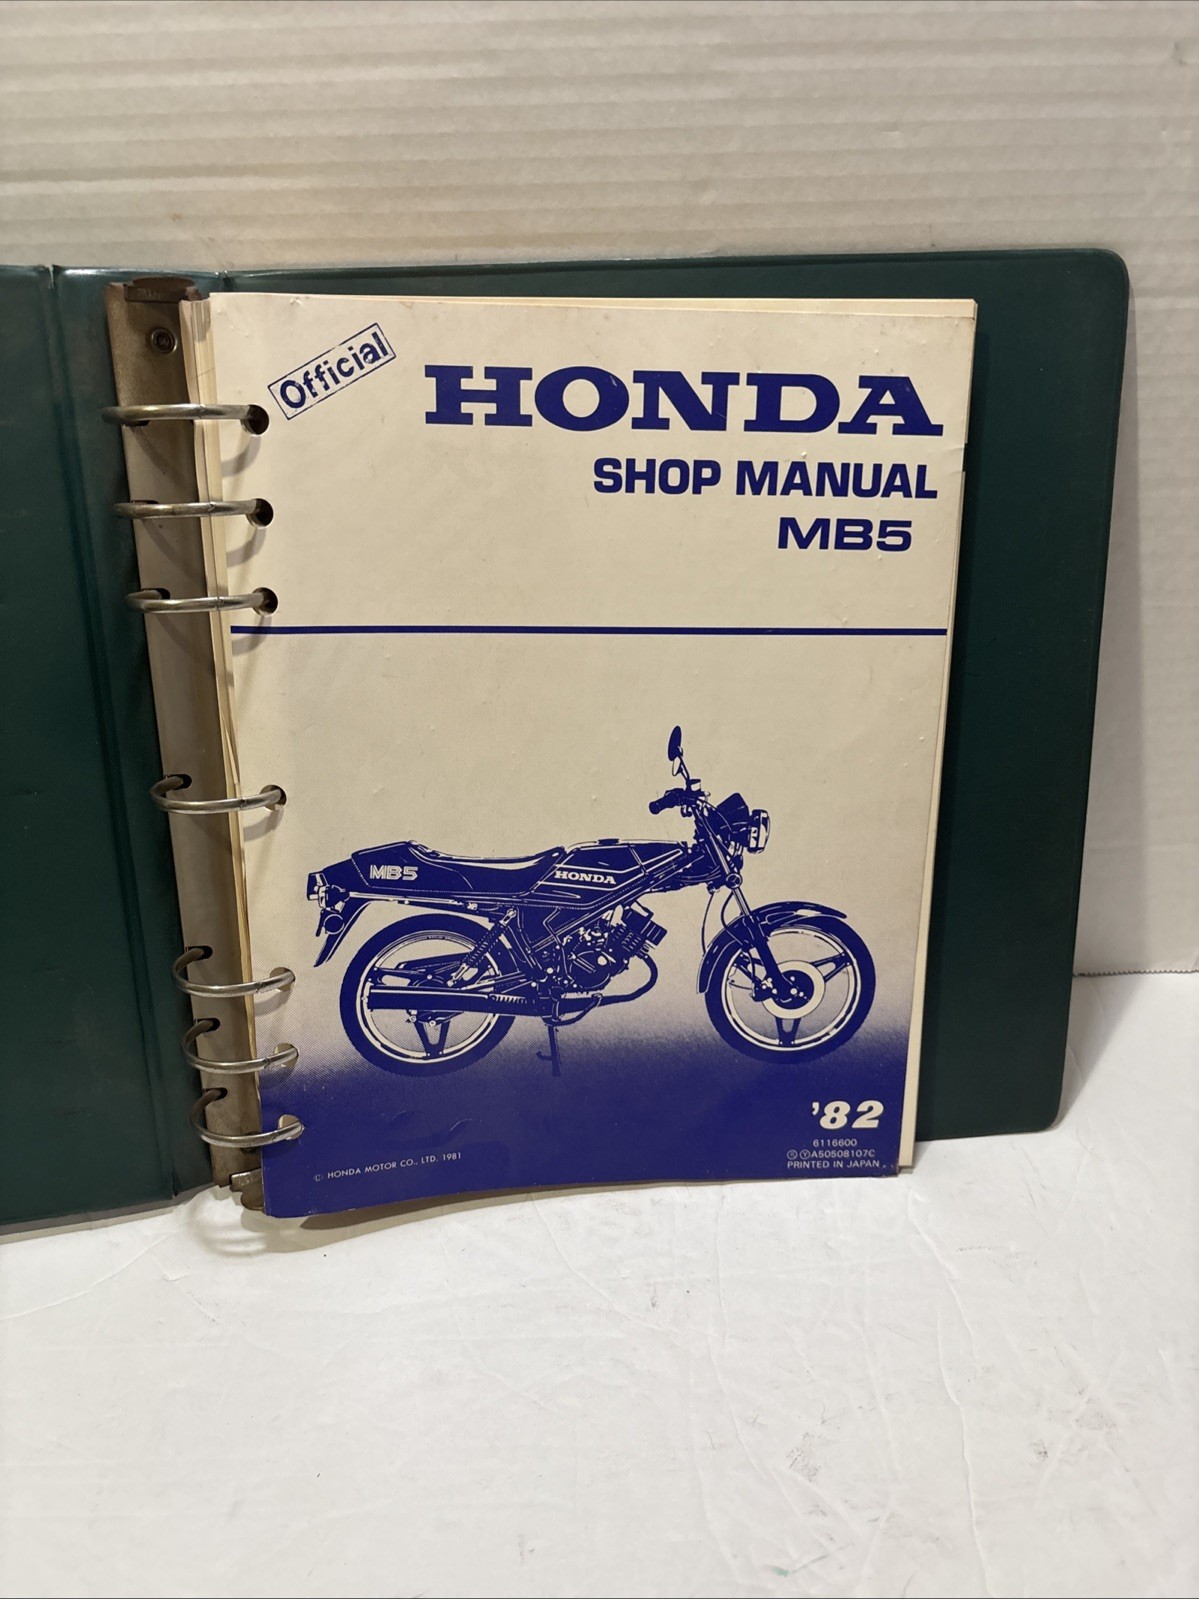 Official
HONDA
SHOP MANUAL
MB5
MB5
HONDA
'82
6116600
A50508107C
PRINTED IN JAPAN
© HONDA MOTOR CO., LTD. 1981